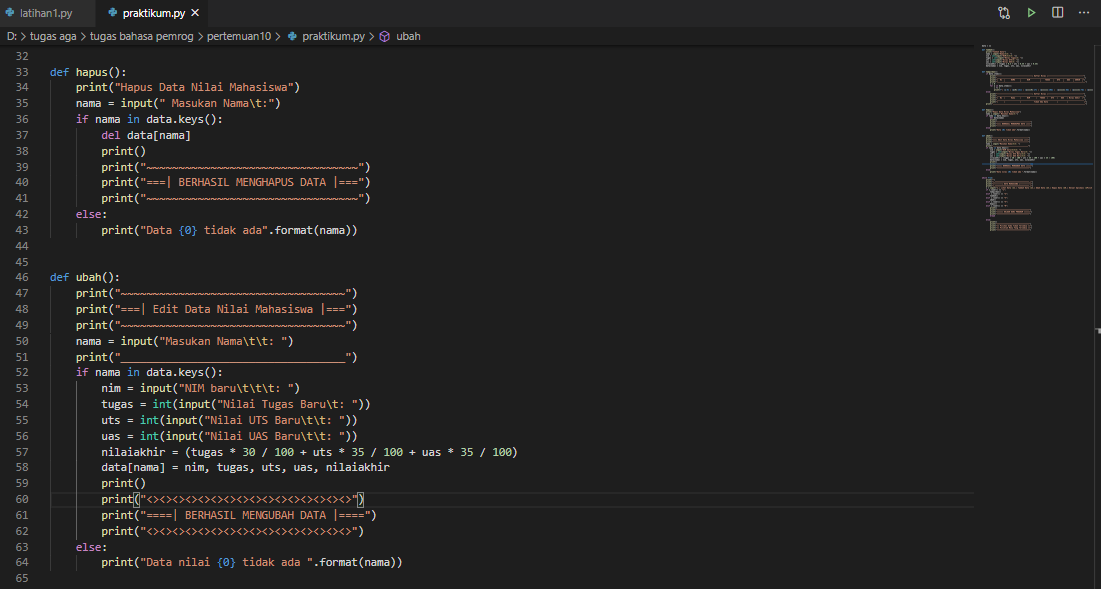 latihan1.py praktikum.py
D: > tugas aga > tugas bahasa pemrog > pertemuan10 > praktikum.py > ubah
32
33 def hapus():
34     print("Hapus Data Nilai Mahasiswa")
35     nama = input(" Masukan Nama\t:")
36     if nama in data.keys():
37         del data[nama]
38         print()
39         print("~~~~~~~~~~~~~~~~~~~~~~~~~~~~~~~~~")
40         print("===| BERHASIL MENGHAPUS DATA |===")
41         print("~~~~~~~~~~~~~~~~~~~~~~~~~~~~~~~~~")
42     else:
43         print("Data {0} tidak ada".format(nama))
44
45
46 def ubah():
47     print("~~~~~~~~~~~~~~~~~~~~~~~~~~~~~~~~~~~")
48     print("===| Edit Data Nilai Mahasiswa |===")
49     print("~~~~~~~~~~~~~~~~~~~~~~~~~~~~~~~~~~~")
50     nama = input("Masukan Nama\t\t: ")
51     print("___________________________________")
52     if nama in data.keys():
53         nim = input("NIM baru\t\t\t: ")
54         tugas = int(input("Nilai Tugas Baru\t: "))
55         uts = int(input("Nilai UTS Baru\t\t: "))
56         uas = int(input("Nilai UAS Baru\t\t: "))
57         nilaiakhir = (tugas * 30 / 100 + uts * 35 / 100 + uas * 35 / 100)
58         data[nama] = nim, tugas, uts, uas, nilaiakhir
59         print()
60         print("<><><><><><><><><><><><><><><><>")
61         print("====| BERHASIL MENGUBAH DATA |====")
62         print("<><><><><><><><><><><><><><><><>")
63     else:
64         print("Data nilai {0} tidak ada ".format(nama))
65